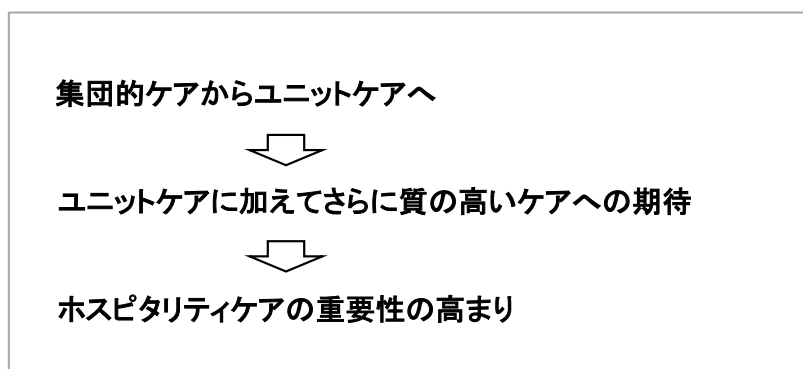 集団的ケアからユニットケアへ
ユニットケアに加えてさらに質の高いケアへの期待
ホスピタリティケアの重要性の高まり